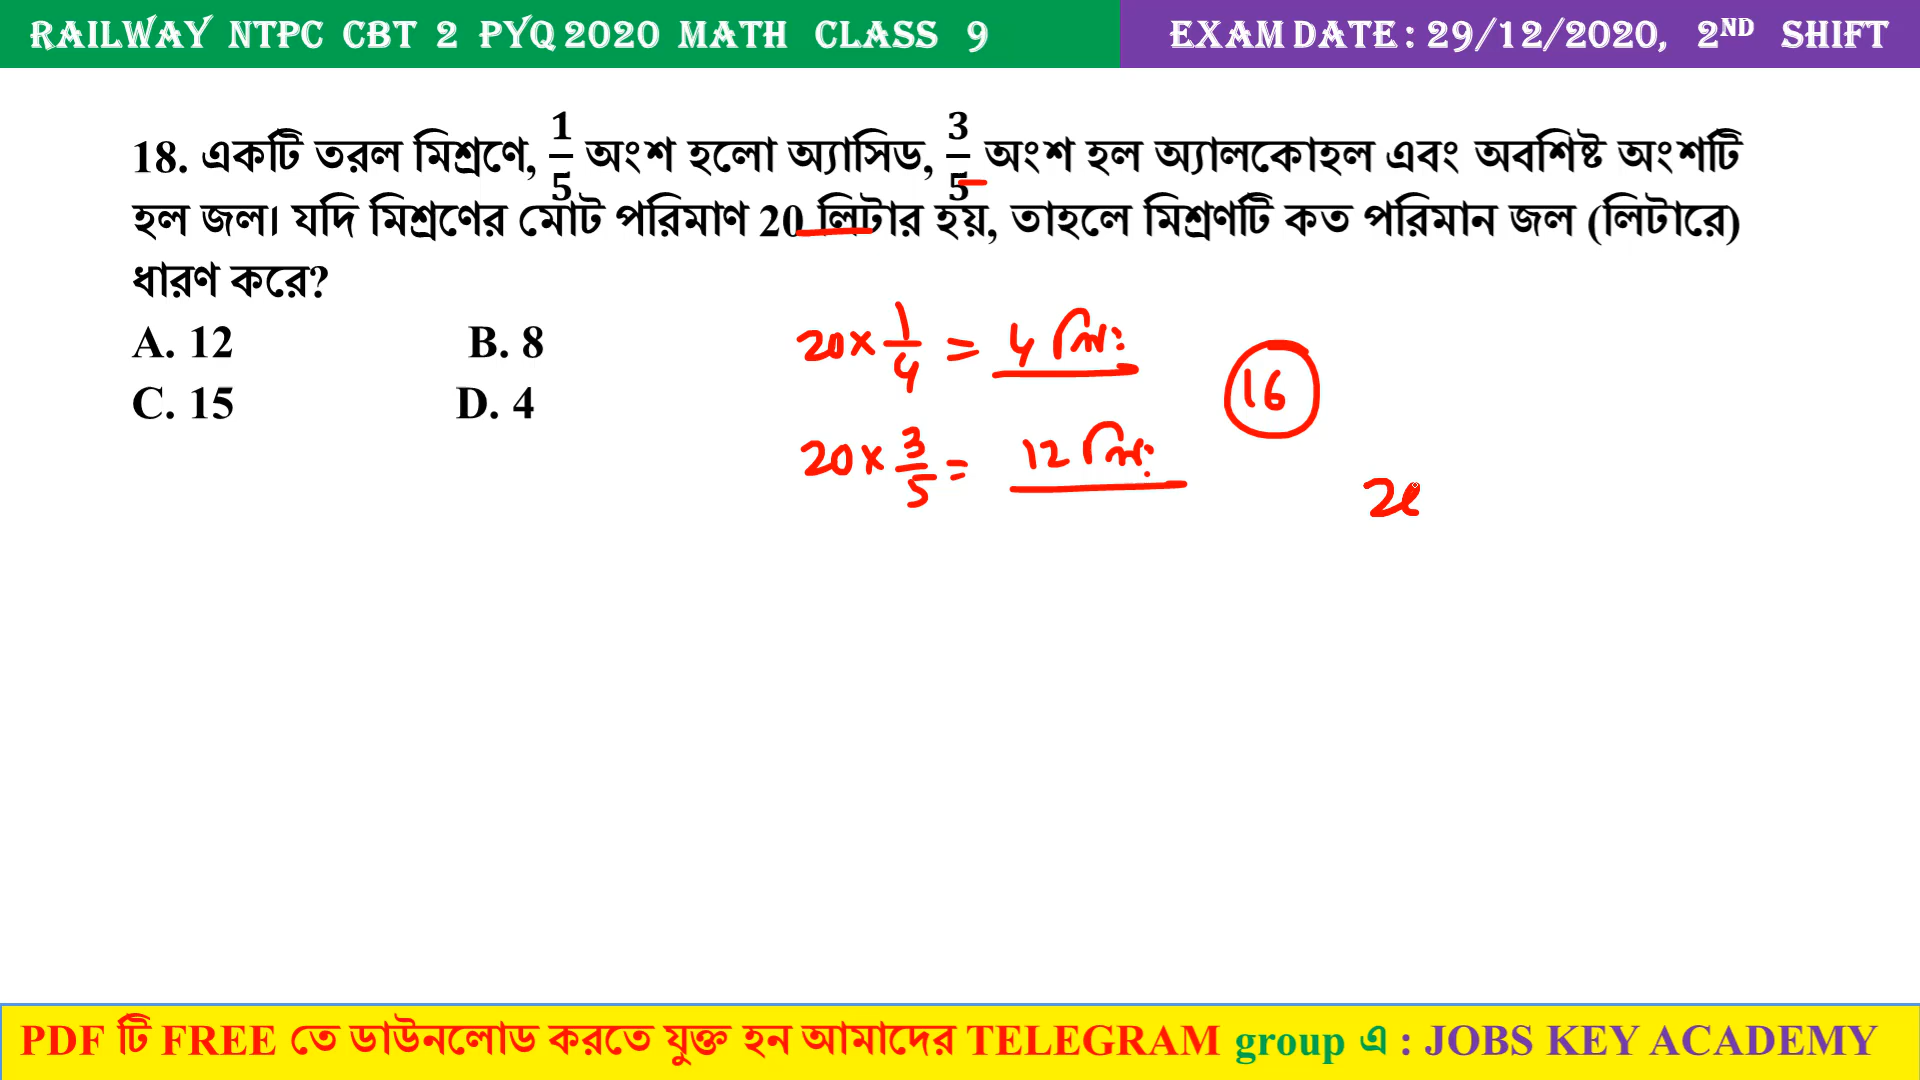 RAILWAY NTPC CBT 2 PYQ 2020 MATH CLASS 9 EXAM DATE : 29/12/2020, 2ND SHIFT
18. একটি তরল মিশ্রণে, 1/5 অংশ হলো অ্যাসিড, 3/5 অংশ হল অ্যালকোহল এবং অবশিষ্ট অংশটি
হল জল। যদি মিশ্রণের মোট পরিমাণ 20 লিটার হয়, তাহলে মিশ্রণটি কত পরিমান জল (লিটারে)
ধারণ করে?
A. 12 B. 8
C. 15 D. 4
20 × 1/4 = 4 লিঃ
16
20 × 3/5 = 12 লিঃ
PDF টি FREE তে ডাউনলোড করতে যুক্ত হন আমাদের TELEGRAM group এ : JOBS KEY ACADEMY